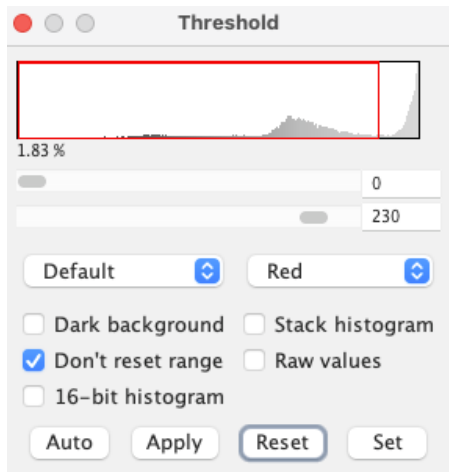 Threshold
1.83 %
0
230
Default Red
Dark background Stack histogram
Don't reset range Raw values
16-bit histogram
Auto Apply Reset Set